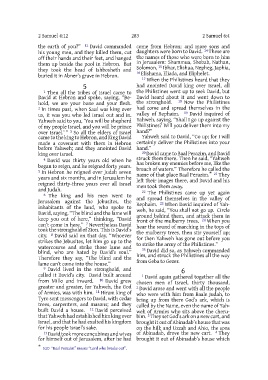 2 Samuel 4:12
283
2 Samuel 6:4
the earth of you?” 12 David commanded
his young men, and they killed them, cut
off their hands and their feet, and hanged
them up beside the pool in Hebron. But
they took the head of Ishbosheth and
buried it in Abner’s grave in Hebron.
5
1 Then all the tribes of Israel came to
David at Hebron and spoke, saying, “Be-
hold, we are your bone and your flesh.
2 In times past, when Saul was king over
us, it was you who led Israel out and in.
Yahweh said to you, ‘You will be shepherd
of my people Israel, and you will be prince
over Israel.’” 3 So all the elders of Israel
came to the king to Hebron, and King David
made a covenant with them in Hebron
before Yahweh; and they anointed David
king over Israel.
4 David was thirty years old when he
began to reign, and he reigned forty years.
5 In Hebron he reigned over Judah seven
years and six months, and in Jerusalem he
reigned thirty-three years over all Israel
and Judah.
6 The king and his men went to
Jerusalem against the Jebusites, the
inhabitants of the land, who spoke to
David, saying, “The blind and the lame will
keep you out of here,” thinking, “David
can’t come in here.” 7 Nevertheless David
took the stronghold of Zion. This is David’s
city. 8 David said on that day, “Whoever
strikes the Jebusites, let him go up to the
watercourse and strike those lame and
blind, who are hated by David’s soul.”
Therefore they say, “The blind and the
lame can’t come into the house.”
9 David lived in the stronghold, and
called it David’s city. David built around
from Millo and inward. 10 David grew
greater and greater, for Yahweh, the God
of Armies, was with him. 11 Hiram king of
Tyre sent messengers to David, with cedar
trees, carpenters, and masons; and they
built David a house. 12 David perceived
that Yahweh had established him king over
Israel, and that he had exalted his kingdom
for his people Israel’s sake.
13 David took more concubines and wives
for himself out of Jerusalem, after he had
came from Hebron; and more sons and
daughters were born to David. 14 These are
the names of those who were born to him
in Jerusalem: Shammua, Shobab, Nathan,
Solomon, 15 Ibhar, Elishua, Nepheg, Japhia,
16 Elishama, Eliada, and Eliphelet.
17 When the Philistines heard that they
had anointed David king over Israel, all
the Philistines went up to seek David, but
David heard about it and went down to
the stronghold. 18 Now the Philistines
had come and spread themselves in the
valley of Rephaim. 19 David inquired of
Yahweh, saying, “Shall I go up against the
Philistines? Will you deliver them into my
hand?”
Yahweh said to David, “Go up; for I will
certainly deliver the Philistines into your
hand.”
20 David came to Baal Perazim, and David
struck them there. Then he said, “Yahweh
has broken my enemies before me, like the
breach of waters.” Therefore he called the
name of that place Baal Perazim. 21 They
left their images there, and David and his
men took them away.
22 The Philistines came up yet again
and spread themselves in the valley of
Rephaim. 23 When David inquired of Yah-
weh, he said, “You shall not go up. Circle
around behind them, and attack them in
front of the mulberry trees. 24 When you
hear the sound of marching in the tops of
the mulberry trees, then stir yourself up;
for then Yahweh has gone out before you
to strike the army of the Philistines.”
25 David did so, as Yahweh commanded
him, and struck the Philistines all the way
from Geba to Gezer.
6
1 David again gathered together all the
chosen men of Israel, thirty thousand.
2 David arose and went with all the people
who were with him from Baale Judah, to
bring up from there God’s ark, which is
called by the Name, even the name of Yah-
weh of Armies who sits above the cheru-
bim. 3 They set God’s ark on a new cart, and
brought it out of Abinadab’s house that was
on the hill; and Uzzah and Ahio, the sons
of Abinadab, drove the new cart. 4 They
brought it out of Abinadab’s house which